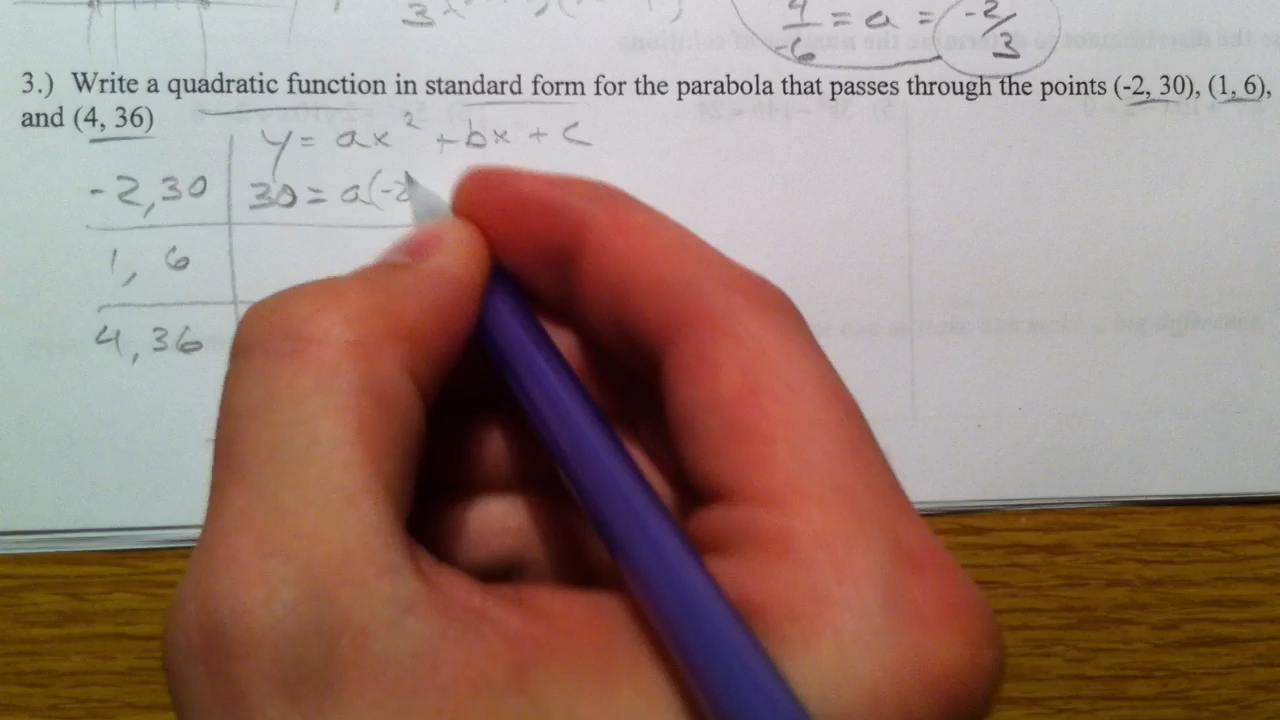 4/-6 = a = -2/3
3.) Write a quadratic function in standard form for the parabola that passes through the points (-2, 30), (1, 6),
and (4, 36)
y = ax² + bx + c
-2, 30 30 = a(-2
1, 6
4, 36